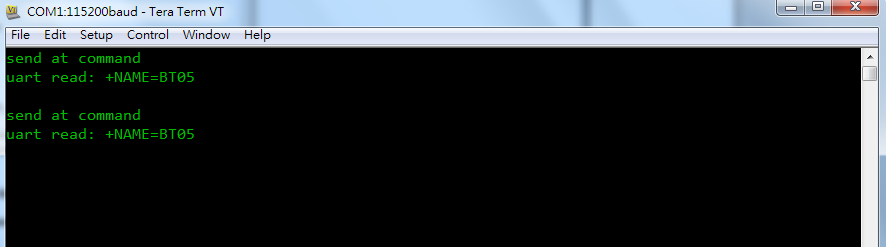 COM1:115200baud - Tera Term VT
File Edit Setup Control Window Help
send at command
uart read: +NAME=BT05
send at command
uart read: +NAME=BT05